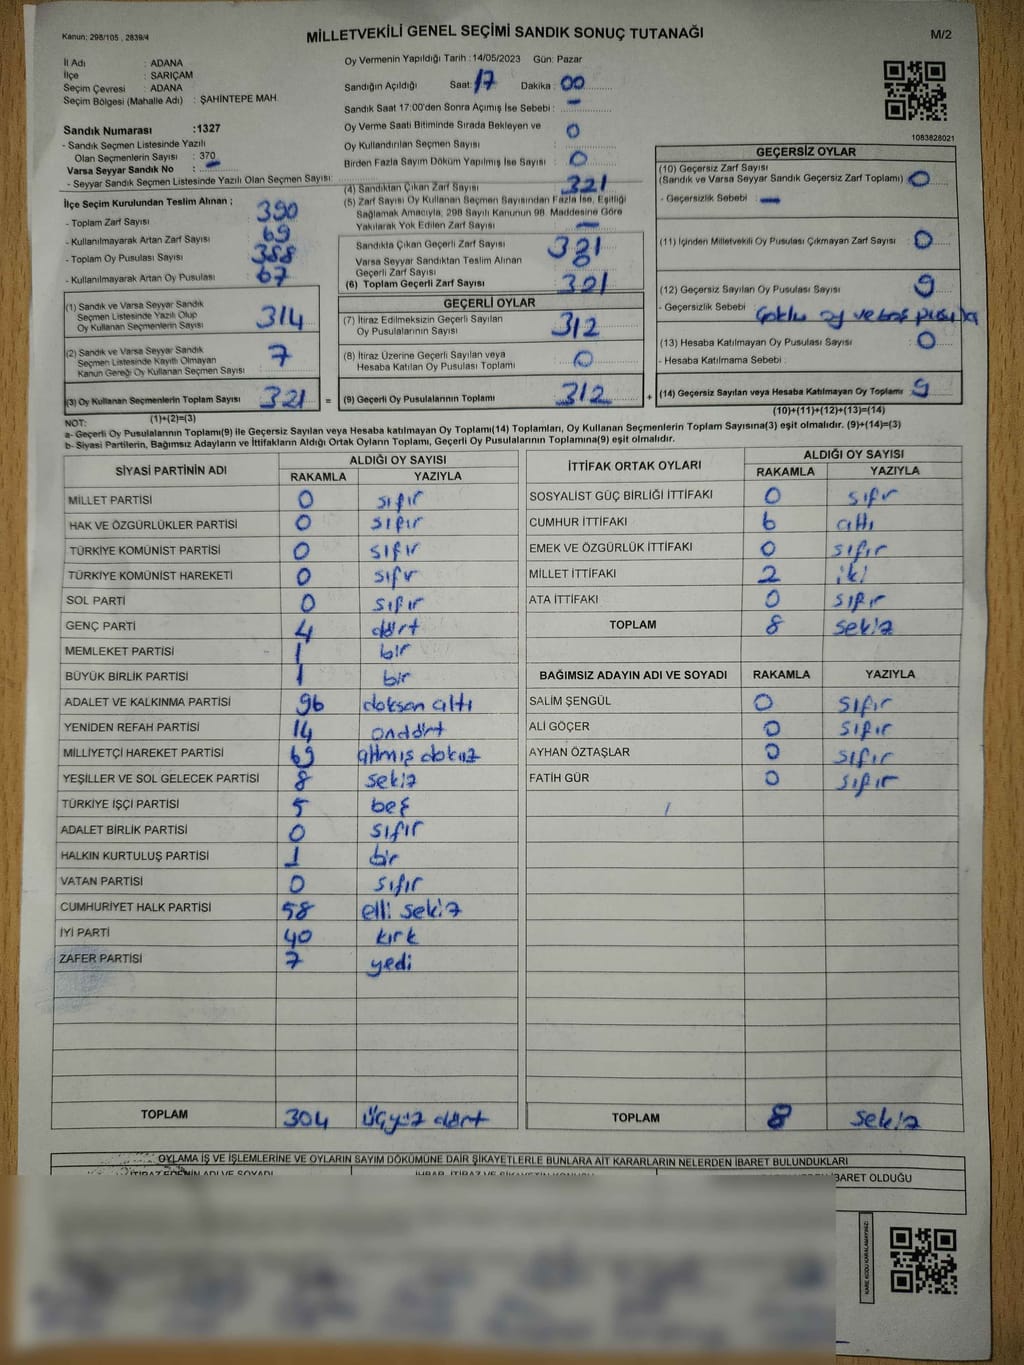 Kanun: 298/105 , 2839/4
MİLLETVEKİLİ GENEL SEÇİMİ SANDIK SONUÇ TUTANAĞI
M/2
İl Adı : ADANA
İlçe : SARIÇAM
Seçim Çevresi : ADANA
Seçim Bölgesi (Mahalle Adı) : ŞAHİNTEPE MAH.
Sandık Numarası :1327
- Sandık Seçmen Listesinde Yazılı
Olan Seçmenlerin Sayısı : 370
Varsa Seyyar Sandık No : -
- Seyyar Sandık Seçmen Listesinde Yazılı Olan Seçmen Sayısı:
Oy Vermenin Yapıldığı Tarih : 14/05/2023 Gün: Pazar
Sandığın Açıldığı Saat: 17 Dakika : 00
Sandık Saat 17:00'den Sonra Açımış İse Sebebi : -
Oy Verme Saati Bitiminde Sırada Bekleyen ve
Oy Kullandırılan Seçmen Sayısı : 0
Birden Fazla Sayım Döküm Yapılmış İse Sayısı : 0
1083828021
İlçe Seçim Kurulundan Teslim Alınan ;
- Toplam Zarf Sayısı : 390
- Kullanılmayarak Artan Zarf Sayısı : 69
- Toplam Oy Pusulası Sayısı : 388
- Kullanılmayarak Artan Oy Pusulası : 67
(1) Sandık ve Varsa Seyyar Sandık
Seçmen Listesinde Yazılı Olup
Oy Kullanan Seçmenlerin Sayısı : 314
(2) Sandık ve Varsa Seyyar Sandık
Seçmen Listesinde Kayıtlı Olmayan
Kanun Gereği Oy Kullanan Seçmen Sayısı : 7
(3) Oy Kullanan Seçmenlerin Toplam Sayısı : 321 =
(1)+(2)=(3)
(4) Sandıktan Çıkan Zarf Sayısı : 321
(5) Zarf Sayısı Oy Kullanan Seçmen Sayısından Fazla İse, Eşitliği
Sağlamak Amacıyla, 298 Sayılı Kanunun 98. Maddesine Göre
Yakılarak Yok Edilen Zarf Sayısı : -
Sandıkta Çıkan Geçerli Zarf Sayısı : 321
Varsa Seyyar Sandıktan Teslim Alınan
Geçerli Zarf Sayısı : 0
(6) Toplam Geçerli Zarf Sayısı : 321
GEÇERLİ OYLAR
(7) İtiraz Edilmeksizin Geçerli Sayılan
Oy Pusulalarının Sayısı : 312
(8) İtiraz Üzerine Geçerli Sayılan veya
Hesaba Katılan Oy Pusulası Toplamı : 0
(9) Geçerli Oy Pusulalarının Toplamı : 312 +
GEÇERSİZ OYLAR
(10) Geçersiz Zarf Sayısı
(Sandık ve Varsa Seyyar Sandık Geçersiz Zarf Toplamı) : 0
- Geçersizlik Sebebi : -
(11) İçinden Milletvekili Oy Pusulası Çıkmayan Zarf Sayısı : 0
(12) Geçersiz Sayılan Oy Pusulası Sayısı : 9
- Geçersizlik Sebebi : Çoklu oy ve boş pusula
(13) Hesaba Katılmayan Oy Pusulası Sayısı : 0
- Hesaba Katılmama Sebebi :
(14) Geçersiz Sayılan veya Hesaba Katılmayan Oy Toplamı : 9
(10)+(11)+(12)+(13)=(14)
NOT:
a- Geçerli Oy Pusulalarının Toplamı(9) ile Geçersiz Sayılan veya Hesaba katılmayan Oy Toplamı(14) Toplamları, Oy Kullanan Seçmenlerin Toplam Sayısına(3) eşit olmalıdır. (9)+(14)=(3)
b- Siyasi Partilerin, Bağımsız Adayların ve İttifakların Aldığı Ortak Oyların Toplamı, Geçerli Oy Pusulalarının Toplamına(9) eşit olmalıdır.
SİYASİ PARTİNİN ADI ALDIĞI OY SAYISI
RAKAMLA YAZIYLA
MİLLET PARTİSİ 0 sıfır
HAK VE ÖZGÜRLÜKLER PARTİSİ 0 sıfır
TÜRKİYE KOMÜNİST PARTİSİ 0 sıfır
TÜRKİYE KOMÜNİST HAREKETİ 0 sıfır
SOL PARTİ 0 sıfır
GENÇ PARTİ 4 dört
MEMLEKET PARTİSİ 1 bir
BÜYÜK BİRLİK PARTİSİ 1 bir
ADALET VE KALKINMA PARTİSİ 96 doksan altı
YENİDEN REFAH PARTİSİ 14 ondört
MİLLİYETÇİ HAREKET PARTİSİ 69 altmış dokuz
YEŞİLLER VE SOL GELECEK PARTİSİ 8 sekiz
TÜRKİYE İŞÇİ PARTİSİ 5 beş
ADALET BİRLİK PARTİSİ 0 sıfır
HALKIN KURTULUŞ PARTİSİ 1 bir
VATAN PARTİSİ 0 sıfır
CUMHURİYET HALK PARTİSİ 58 elli sekiz
İYİ PARTİ 40 kırk
ZAFER PARTİSİ 7 yedi
TOPLAM 304 üçyüz dört
İTTİFAK ORTAK OYLARI ALDIĞI OY SAYISI
RAKAMLA YAZIYLA
SOSYALİST GÜÇ BİRLİĞİ İTTİFAKI 0 sıfır
CUMHUR İTTİFAKI 6 altı
EMEK VE ÖZGÜRLÜK İTTİFAKI 0 sıfır
MİLLET İTTİFAKI 2 iki
ATA İTTİFAKI 0 sıfır
TOPLAM 8 sekiz
BAĞIMSIZ ADAYIN ADI VE SOYADI RAKAMLA YAZIYLA
SALİM ŞENGÜL 0 sıfır
ALİ GÖÇER 0 sıfır
AYHAN ÖZTAŞLAR 0 sıfır
FATİH GÜR 0 sıfır
TOPLAM 8 sekiz
OYLAMA İŞ VE İŞLEMLERİNE VE OYLARIN SAYIM DÖKÜMÜNE DAİR ŞİKAYETLERLE BUNLARA AİT KARARLARIN NELERDEN İBARET BULUNDUKLARI
İTİRAZ EDENİN ADI VE SOYADI
İBARET OLDUĞU